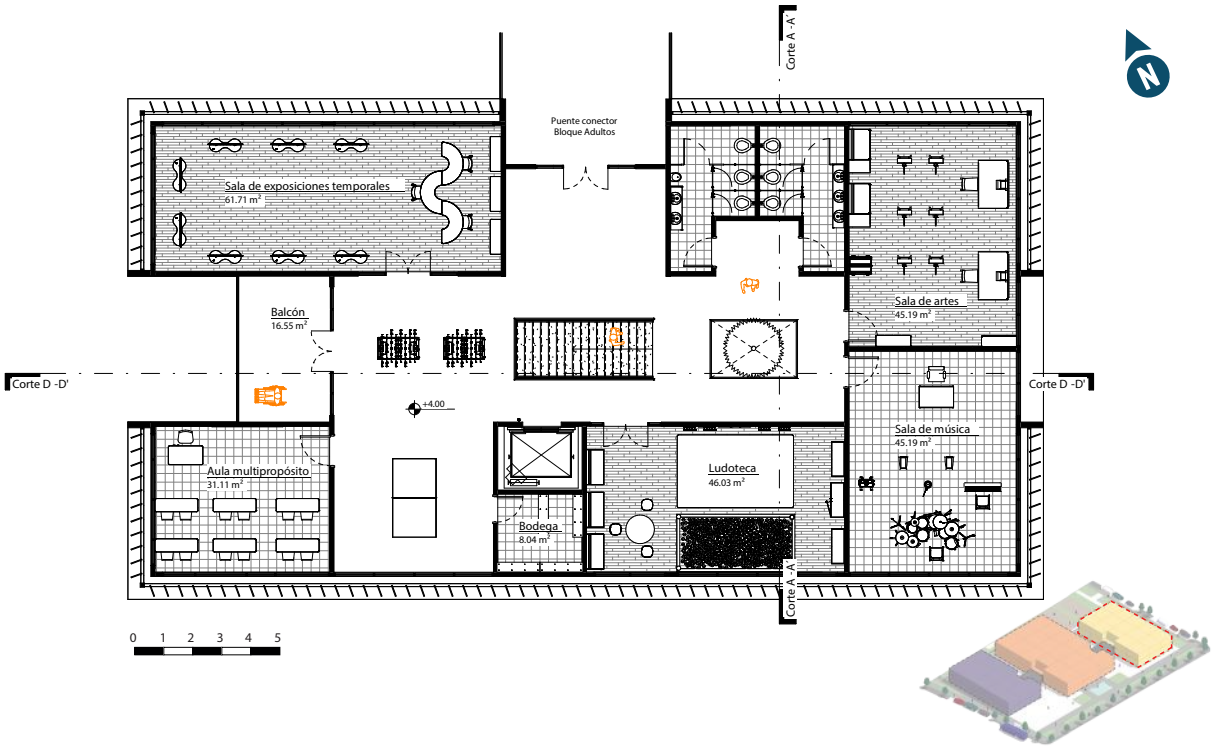 Corte A -A'
N
Puente conector
Bloque Adultos
Sala de exposiciones temporales
61.71 m²
Balcón
16.55 m²
Sala de artes
45.19 m²
Corte D -D'
Corte D -D'
+4.00
Sala de música
45.19 m²
Aula multipropósito
31.11 m²
Ludoteca
46.03 m²
Bodega
8.04 m²
Corte A -A'
0 1 2 3 4 5